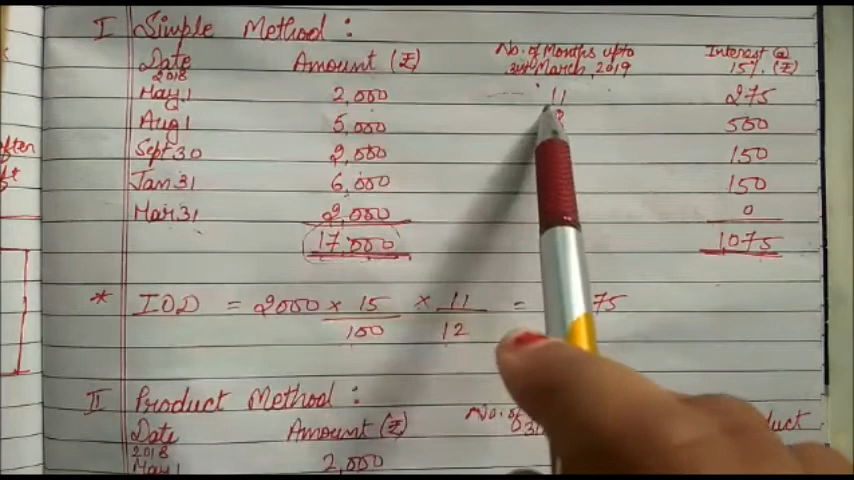 I Simple Method :
Date Amount (₹) No. of Months upto 31st March, 2019 Interest @ 15%. (₹)
2018
May 1 2,000 11 275
Aug 1 5,000 8 500
Sept 30 2,000 150
Jan 31 6,000 150
Mar 31 2,000 0
17,000 1075
* IOD = 2000 × 15/100 × 11/12 = 75
II Product Method :
Date Amount (₹) No. of
2018
May 1 2,000